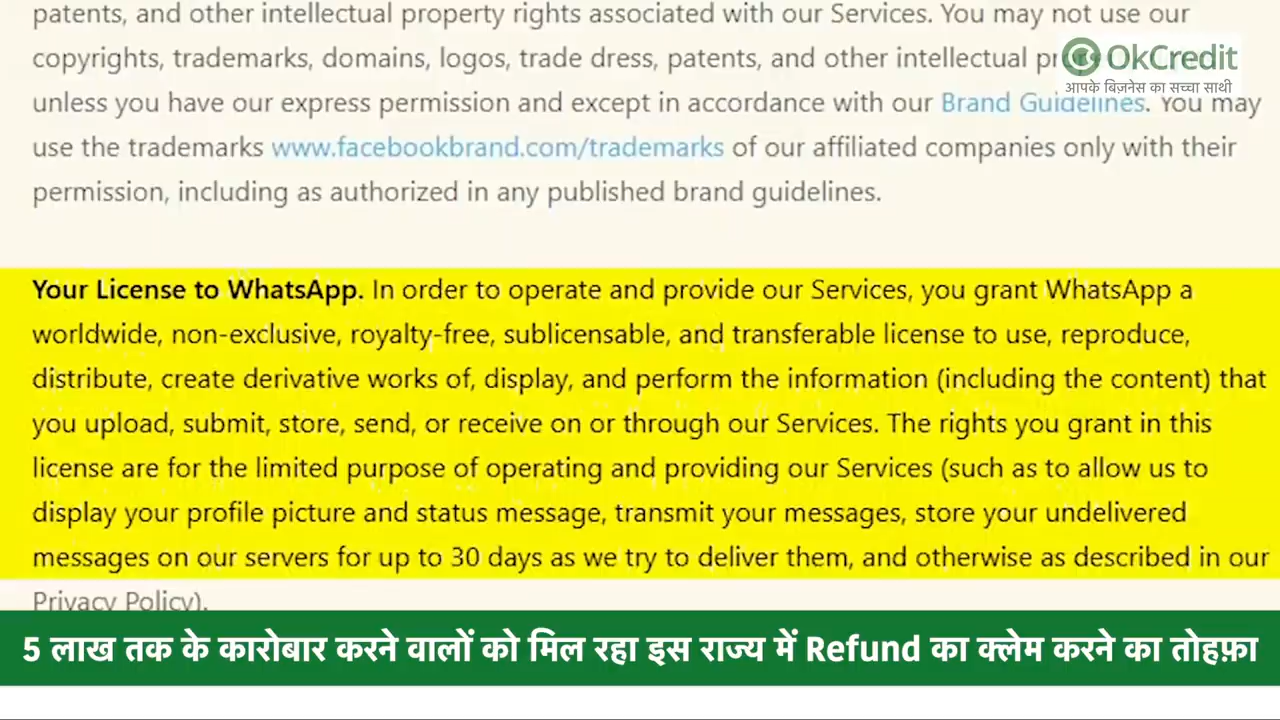 patents, and other intellectual property rights associated with our Services. You may not use our
copyrights, trademarks, domains, logos, trade dress, patents, and other intellectual
OkCredit
आपके बिज़नेस का सच्चा साथी
unless you have our express permission and except in accordance with our Brand Guidelines. You may
use the trademarks www.facebookbrand.com/trademarks of our affiliated companies only with their
permission, including as authorized in any published brand guidelines.
Your License to WhatsApp. In order to operate and provide our Services, you grant WhatsApp a
worldwide, non-exclusive, royalty-free, sublicensable, and transferable license to use, reproduce,
distribute, create derivative works of, display, and perform the information (including the content) that
you upload, submit, store, send, or receive on or through our Services. The rights you grant in this
license are for the limited purpose of operating and providing our Services (such as to allow us to
display your profile picture and status message, transmit your messages, store your undelivered
messages on our servers for up to 30 days as we try to deliver them, and otherwise as described in our
Privacy Policy).
5 लाख तक के कारोबार करने वालों को मिल रहा इस राज्य में Refund का क्लेम करने का तोहफ़ा